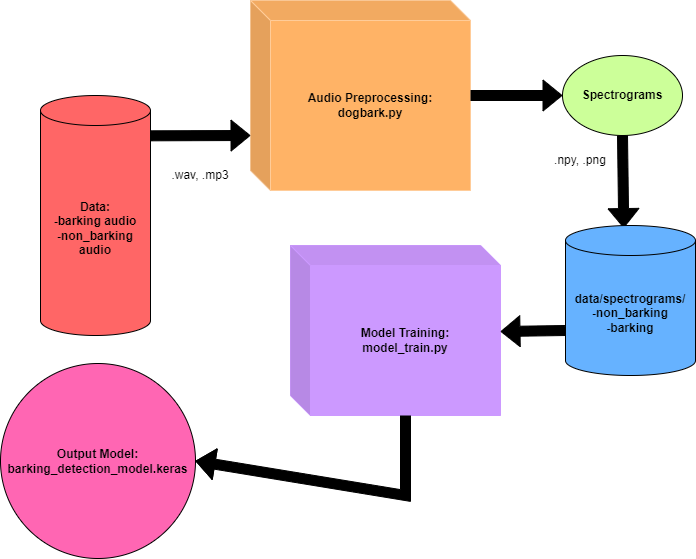 Audio Preprocessing:
dogbark.py
Spectrograms
.wav, .mp3
.npy, .png
Data:
-barking audio
-non_barking
audio
data/spectrograms/
-non_barking
-barking
Model Training:
model_train.py
Output Model:
barking_detection_model.keras